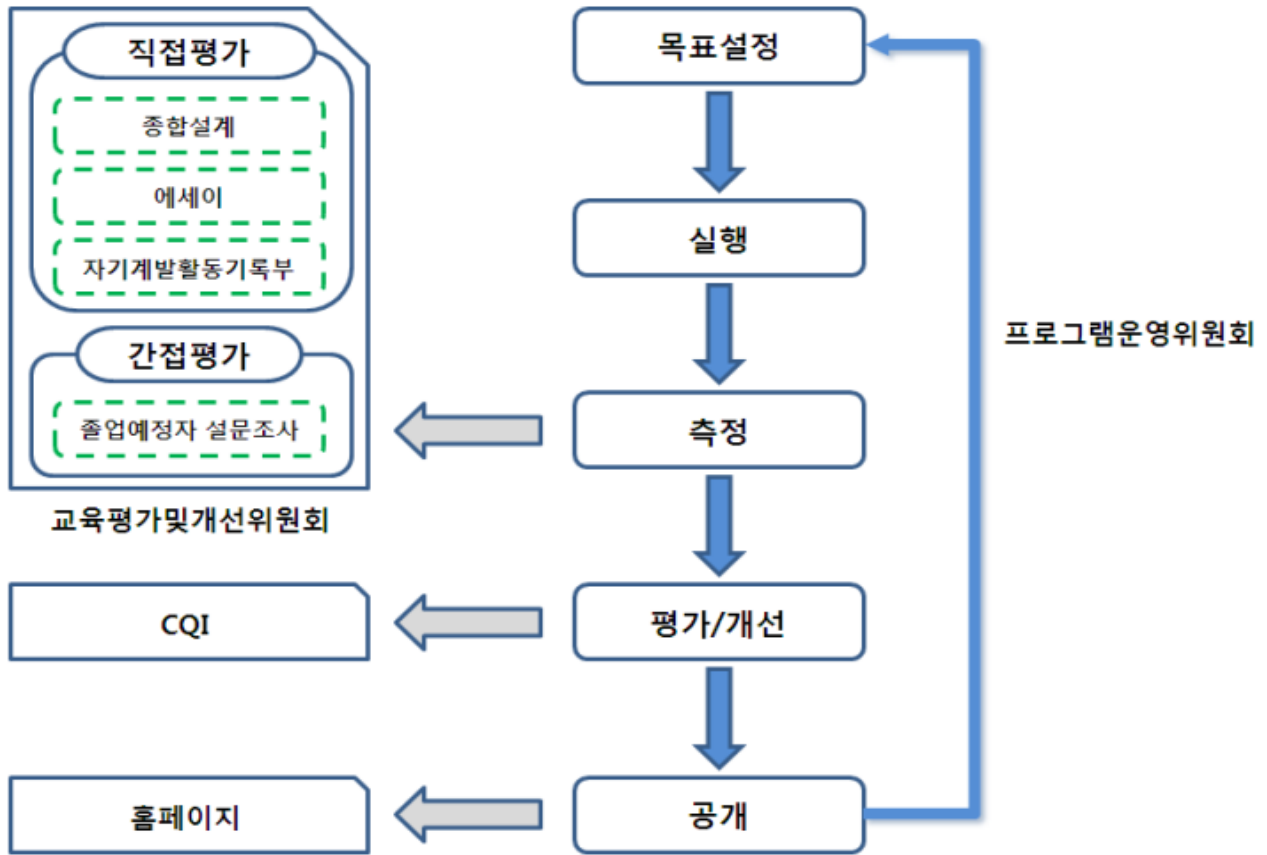 직접평가
종합설계
에세이
자기계발활동기록부
간접평가
졸업예정자 설문조사
교육평가및개선위원회
CQI
홈페이지
목표설정
실행
측정
평가/개선
공개
프로그램운영위원회